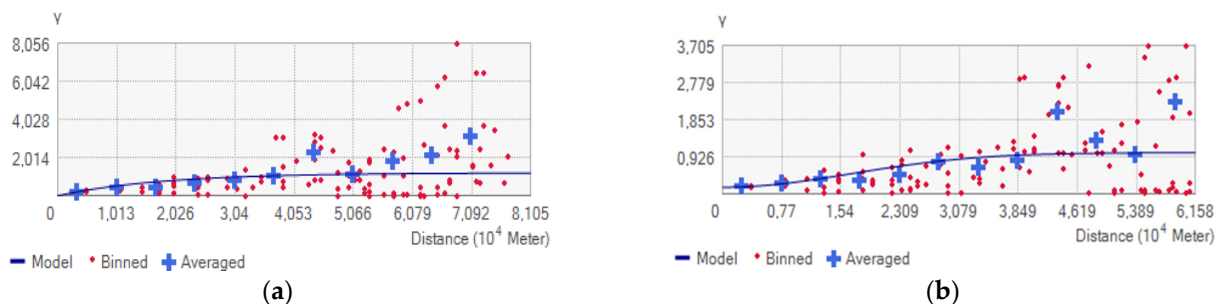 γ
8,056
6,042
4,028
2,014
0 1,013 2,026 3,04 4,053 5,066 6,079 7,092 8,105
Distance (10⁴ Meter)
Model Binned Averaged
(a)
γ
3,705
2,779
1,853
0,926
0 0,77 1,54 2,309 3,079 3,849 4,619 5,389 6,158
Distance (10⁴ Meter)
Model Binned Averaged
(b)